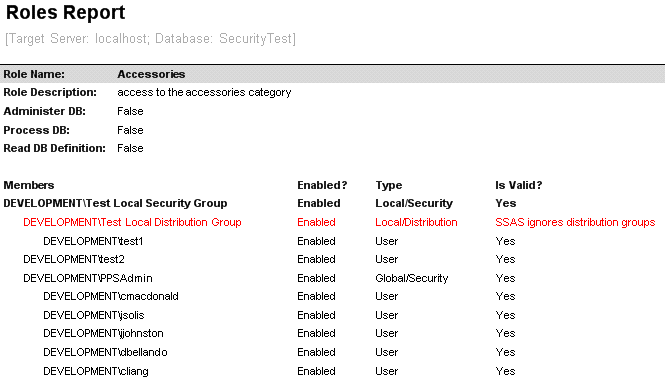 Roles Report
[Target Server: localhost; Database: SecurityTest]
Role Name: Accessories
Role Description: access to the accessories category
Administer DB: False
Process DB: False
Read DB Definition: False
Members Enabled? Type Is Valid?
DEVELOPMENT\Test Local Security Group Enabled Local/Security Yes
DEVELOPMENT\Test Local Distribution Group Enabled Local/Distribution SSAS ignores distribution groups
DEVELOPMENT\test1 Enabled User Yes
DEVELOPMENT\test2 Enabled User Yes
DEVELOPMENT\PPSAdmin Enabled Global/Security Yes
DEVELOPMENT\cmacdonald Enabled User Yes
DEVELOPMENT\jsolis Enabled User Yes
DEVELOPMENT\jjohnston Enabled User Yes
DEVELOPMENT\dbellando Enabled User Yes
DEVELOPMENT\cliang Enabled User Yes